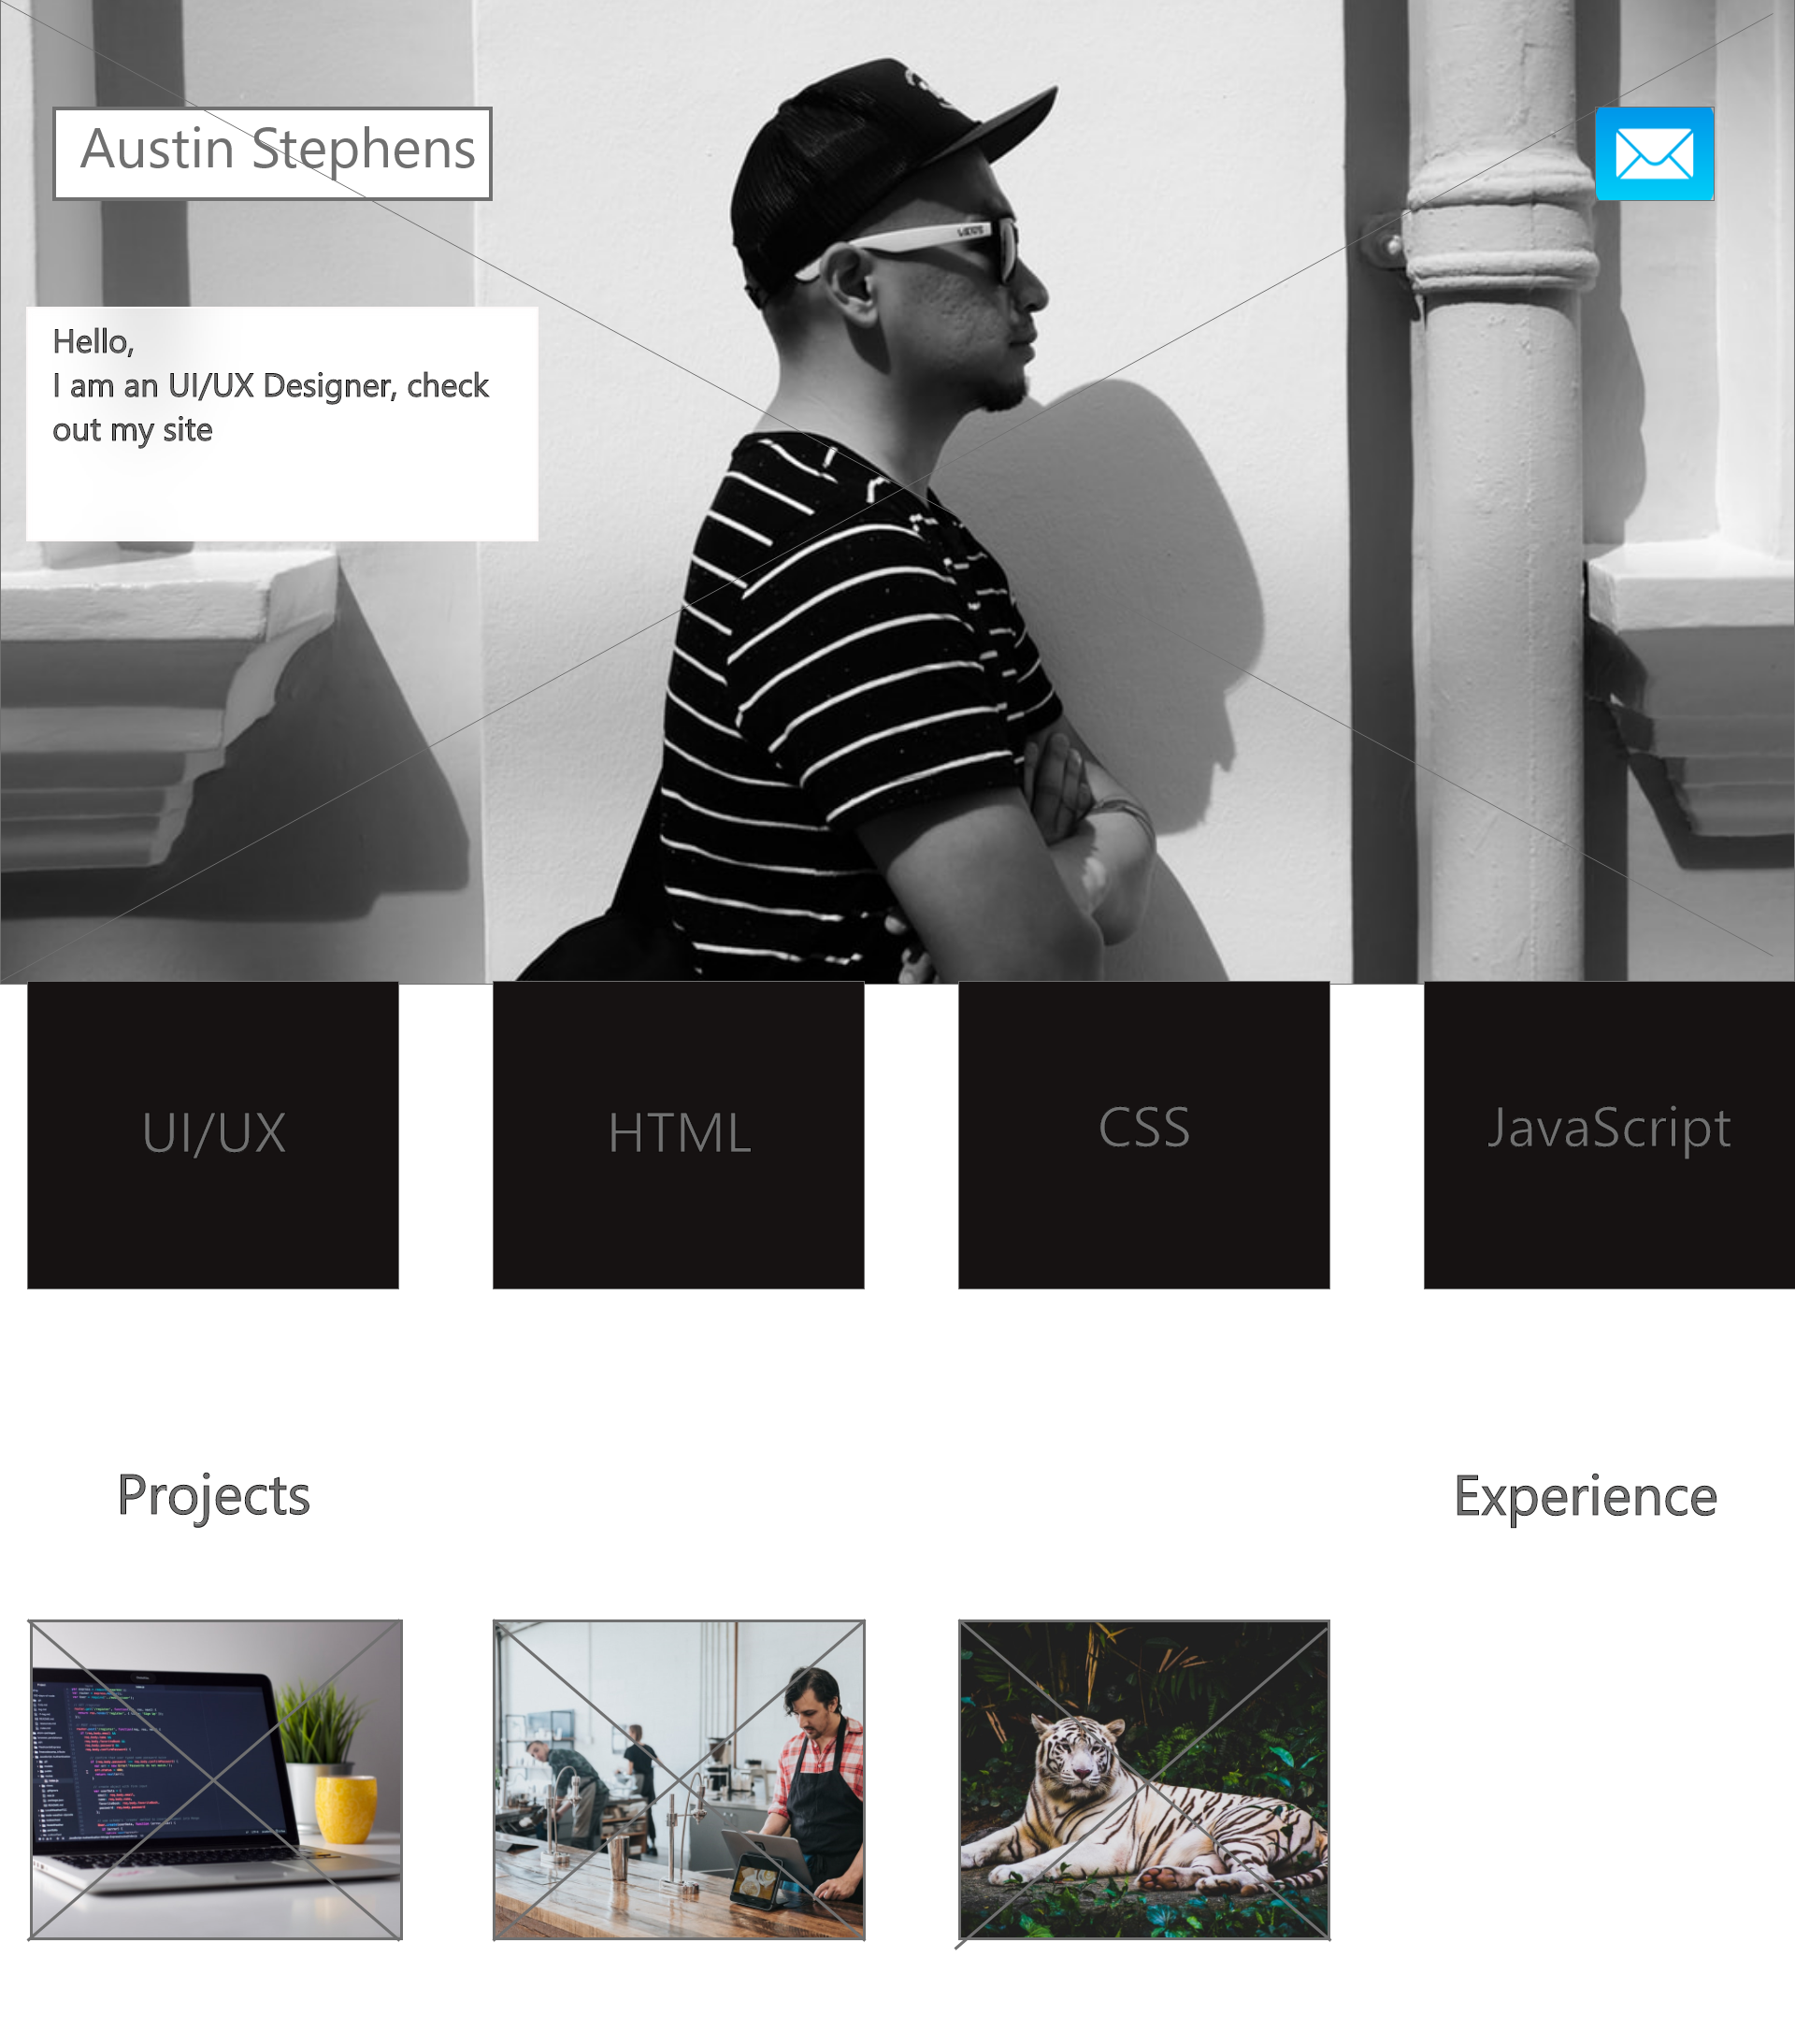 Austin Stephens
Hello,
I am an UI/UX Designer, check
out my site
UI/UX
HTML
CSS
JavaScript
Projects
Experience